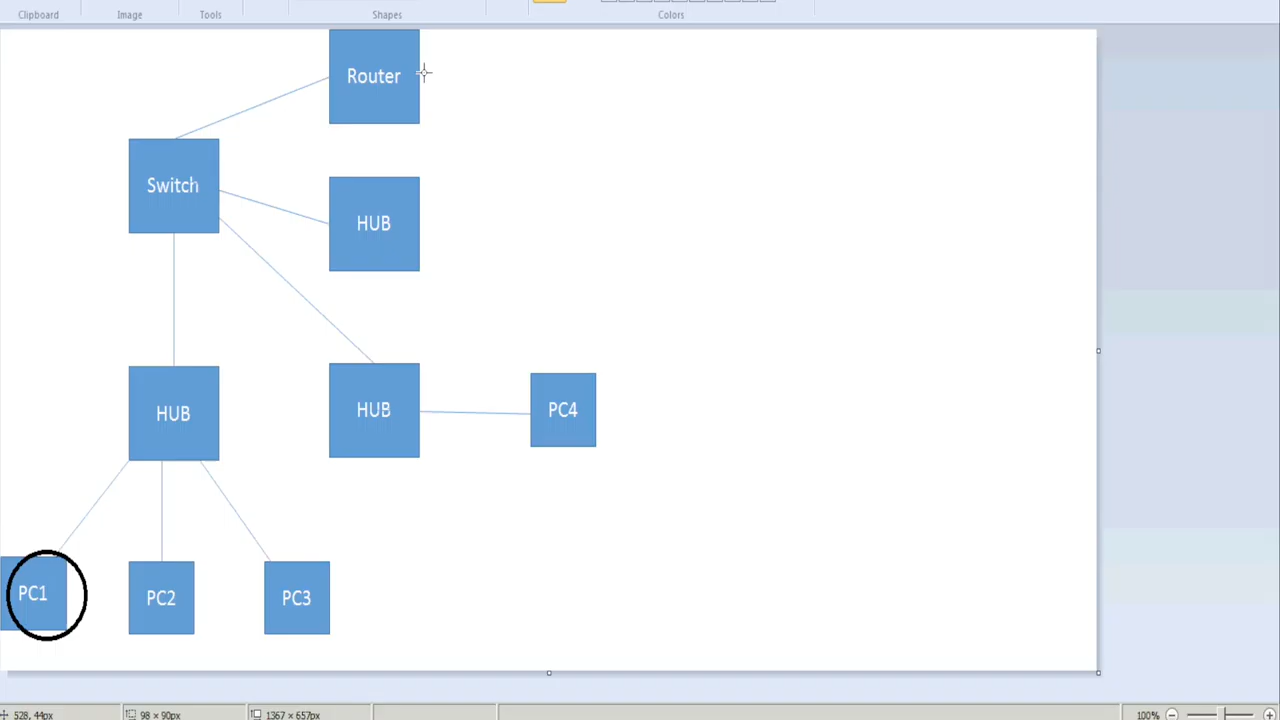 Clipboard
Image
Tools
Shapes
Colors
Router
Switch
HUB
HUB
HUB
PC4
PC1
PC2
PC3
528, 44px
98 × 90px
1367 × 657px
100%